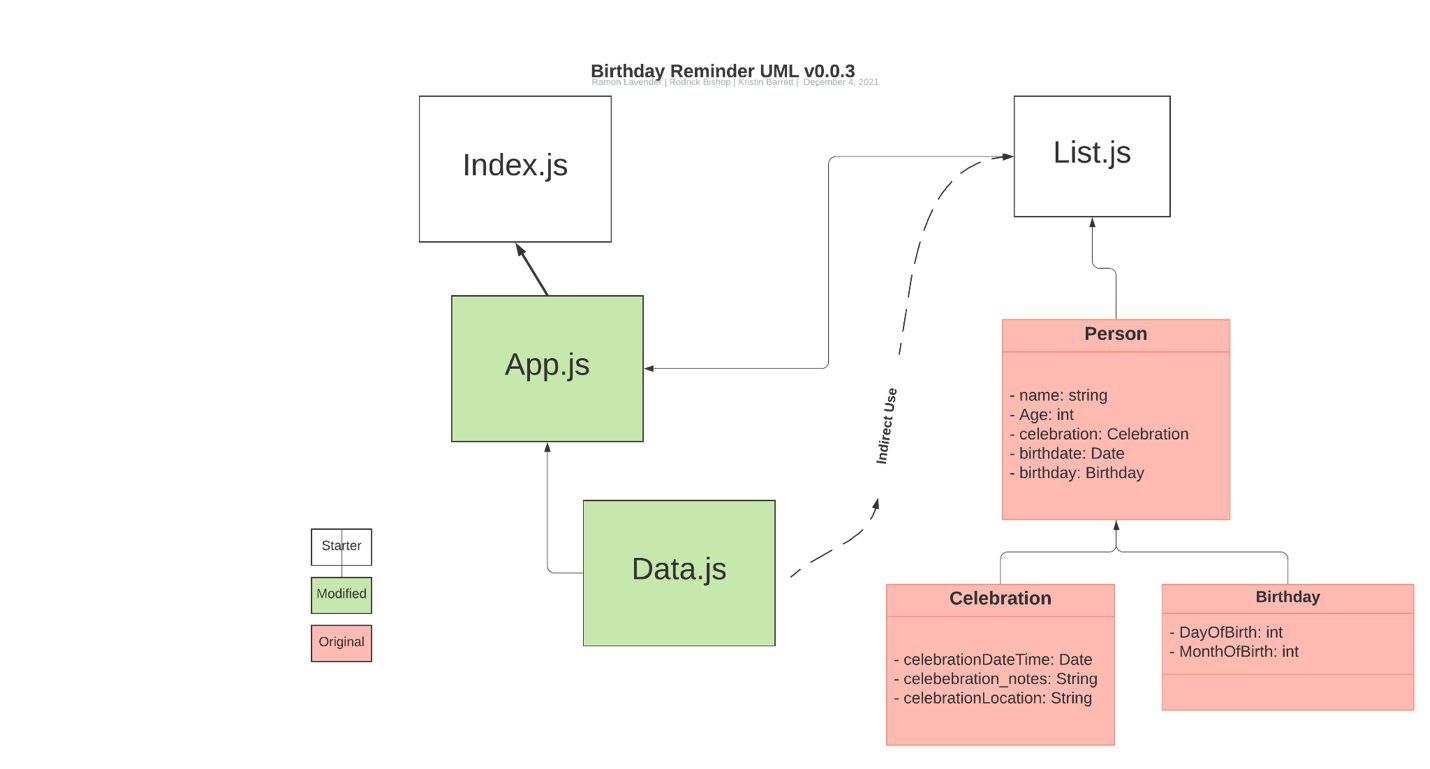 Birthday Reminder UML v0.0.3
Ramon Lavender | Rodrick Bishop | Kristin Barrett | December 4, 2021
Index.js
List.js
App.js
Indirect Use
Data.js
Person
- name: string
- Age: int
- celebration: Celebration
- birthdate: Date
- birthday: Birthday
Celebration
- celebrationDateTime: Date
- celebebration_notes: String
- celebrationLocation: String
Birthday
- DayOfBirth: int
- MonthOfBirth: int
Starter
Modified
Original